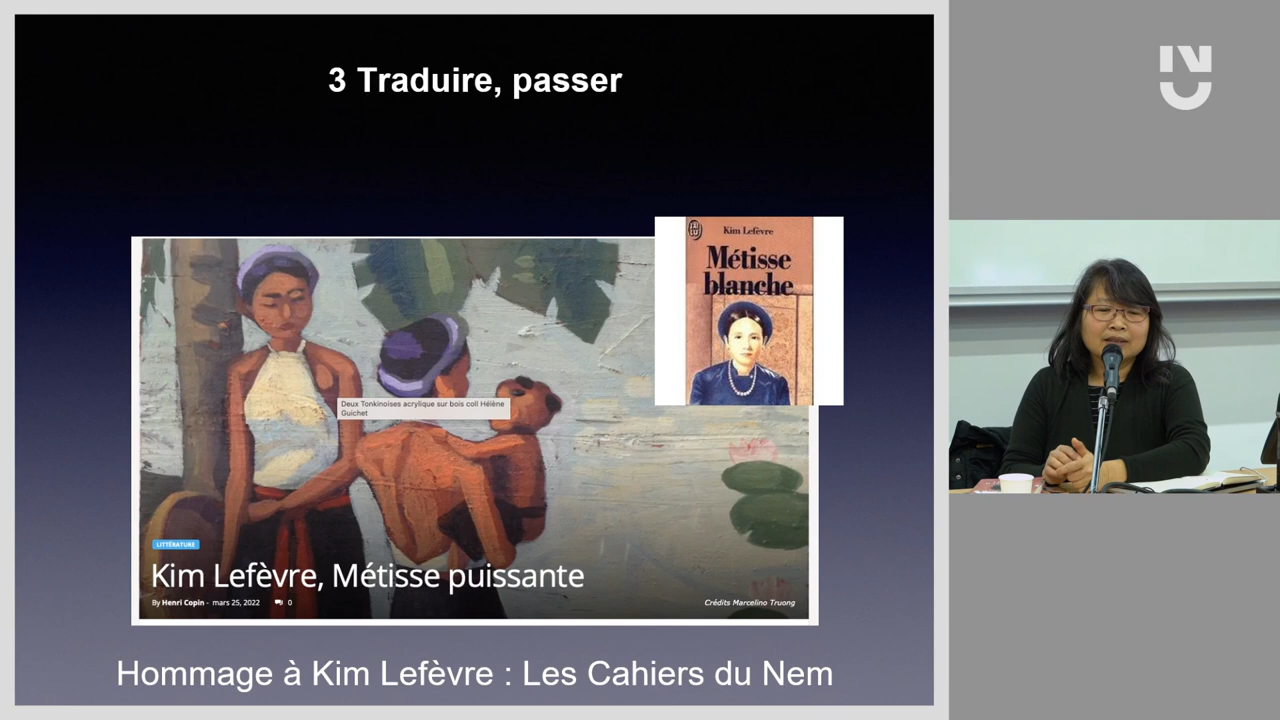 3 Traduire, passer
Kim Lefèvre
Métisse
blanche
Deux Tonkinoises acrylique sur bois coll Hélène
Guichet
LITTÉRATURE
Kim Lefèvre, Métisse puissante
By Henri Copin - mars 25, 2022 0
Crédits Marcelino Truong
Hommage à Kim Lefèvre : Les Cahiers du Nem